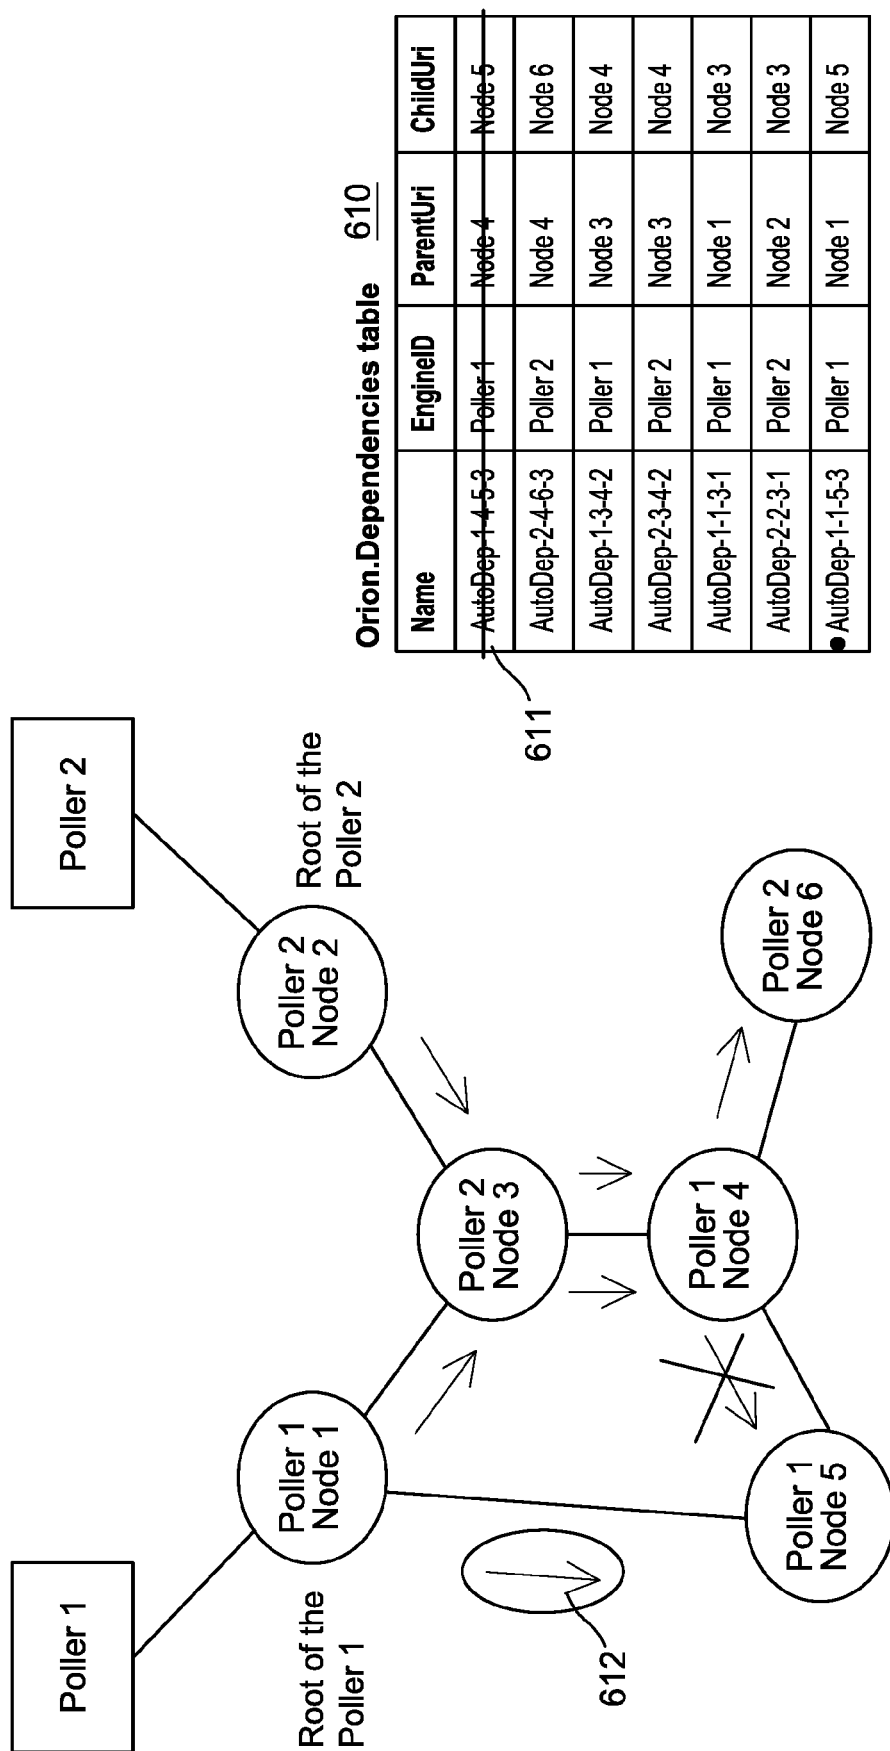 Poller 1
Poller 2
Root of the
Poller 1
Poller 1
Node 1
Poller 2
Node 2
Root of the
Poller 2
612
Poller 2
Node 3
Poller 1
Node 4
Poller 1
Node 5
Poller 2
Node 6
Orion.Dependencies table 610
Name EngineID ParentUri ChildUri
AutoDep-1-4-5-3 Poller 1 Node 4 Node 5
AutoDep-2-4-6-3 Poller 2 Node 4 Node 6
AutoDep-1-3-4-2 Poller 1 Node 3 Node 4
AutoDep-2-3-4-2 Poller 2 Node 3 Node 4
AutoDep-1-1-3-1 Poller 1 Node 1 Node 3
AutoDep-2-2-3-1 Poller 2 Node 2 Node 3
AutoDep-1-1-5-3 Poller 1 Node 1 Node 5
611